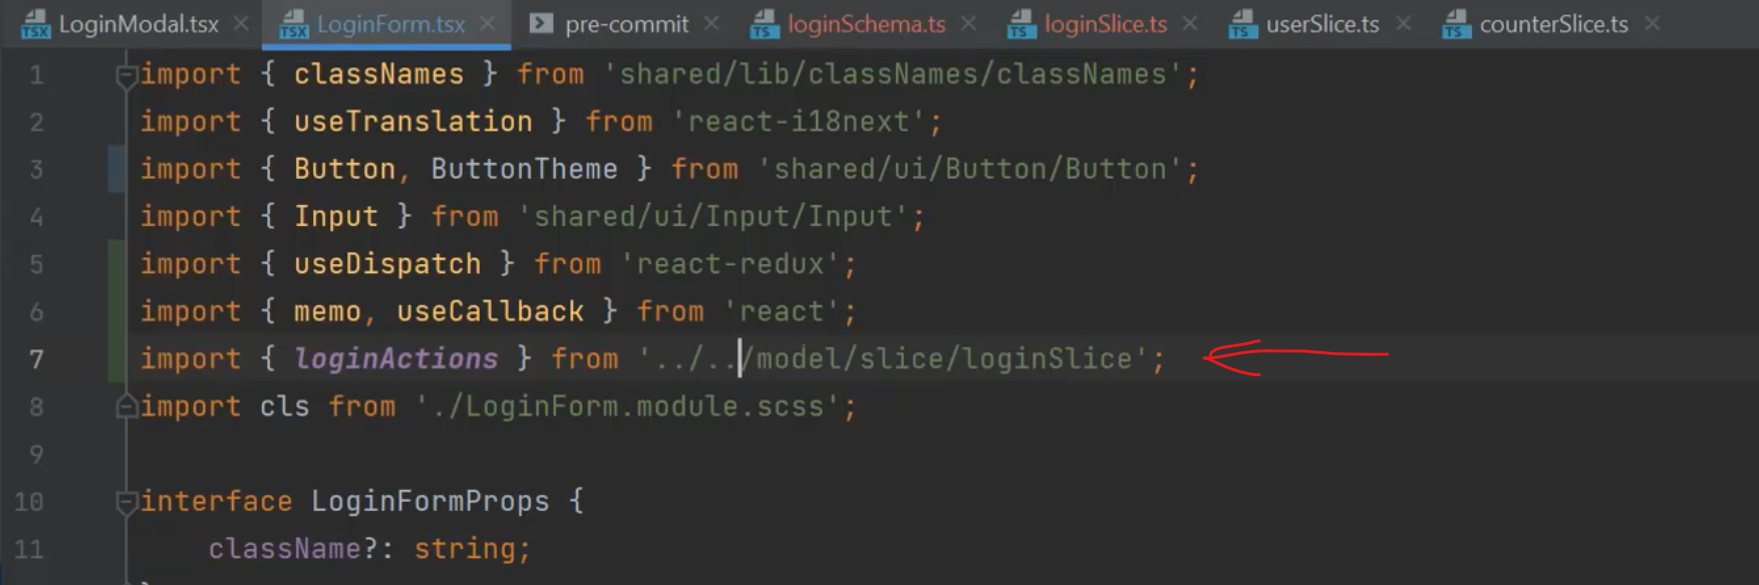 LoginModal.tsx LoginForm.tsx pre-commit loginSchema.ts loginSlice.ts userSlice.ts counterSlice.ts
1 import { classNames } from 'shared/lib/classNames/classNames';
2 import { useTranslation } from 'react-i18next';
3 import { Button, ButtonTheme } from 'shared/ui/Button/Button';
4 import { Input } from 'shared/ui/Input/Input';
5 import { useDispatch } from 'react-redux';
6 import { memo, useCallback } from 'react';
7 import { loginActions } from '../../model/slice/loginSlice';
8 import cls from './LoginForm.module.scss';
9
10 interface LoginFormProps {
11 className?: string;